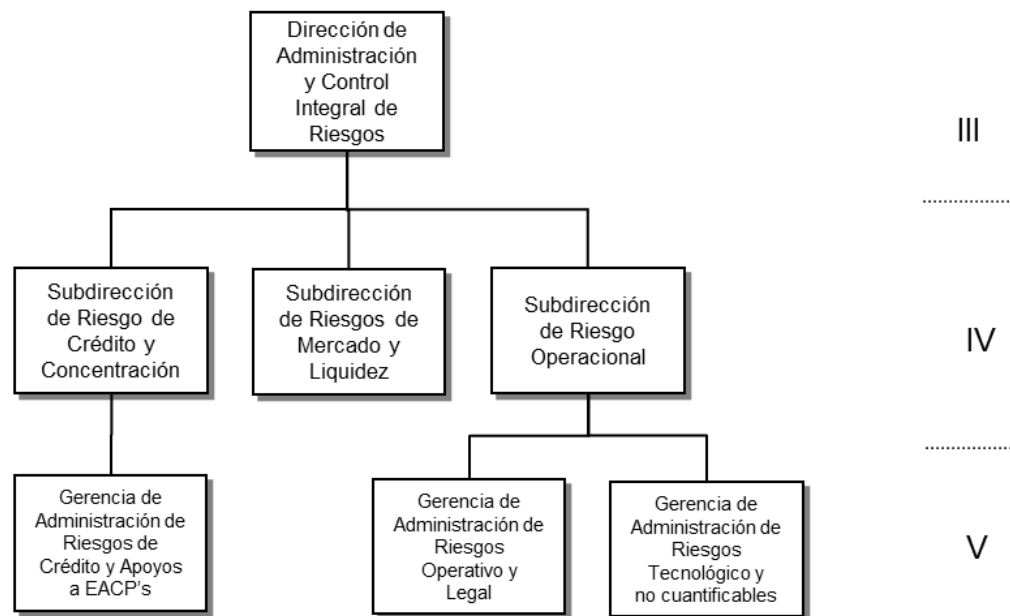 Dirección de
Administración
y Control
Integral de
Riesgos
III
Subdirección
de Riesgo de
Crédito y
Concentración
Subdirección
de Riesgos de
Mercado y
Liquidez
Subdirección
de Riesgo
Operacional
IV
Gerencia de
Administración de
Riesgos de
Crédito y Apoyos
a EACP's
Gerencia de
Administración de
Riesgos
Operativo y
Legal
Gerencia de
Administración de
Riesgos
Tecnológico y
no cuantificables
V